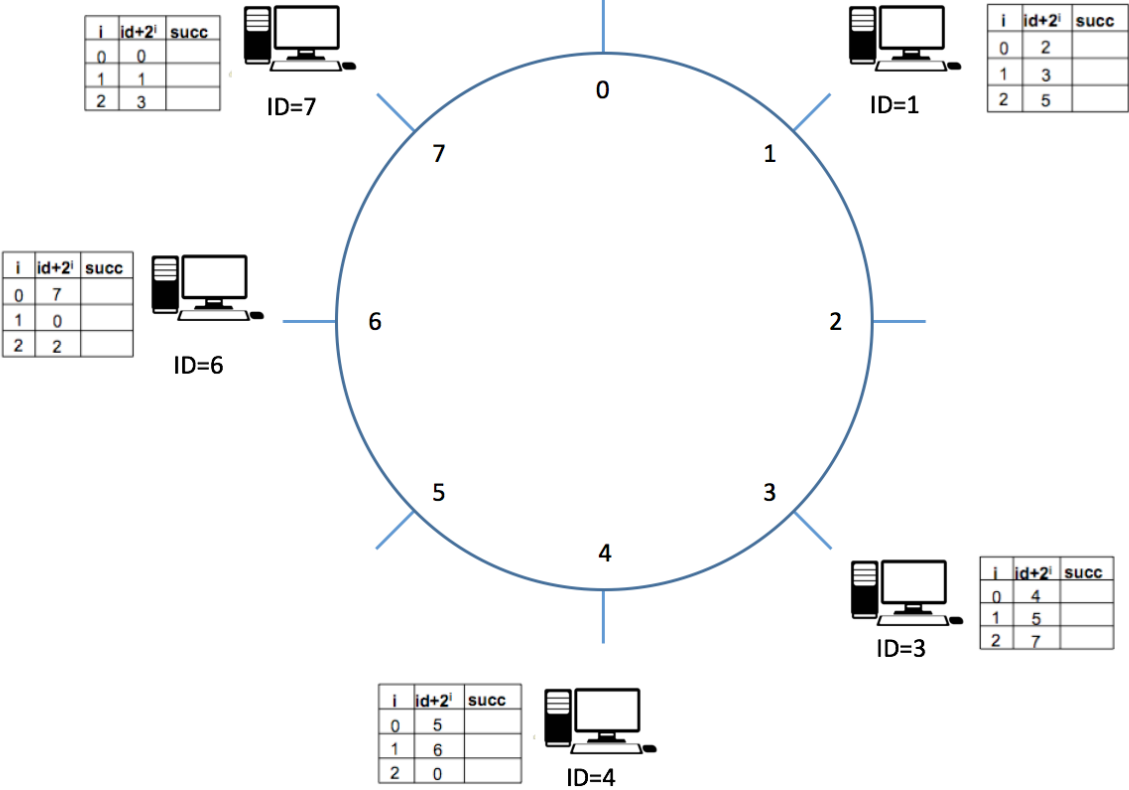 i id+2ⁱ succ
0 0
1 1
2 3
ID=7
i id+2ⁱ succ
0 2
1 3
2 5
ID=1
0
7
1
i id+2ⁱ succ
0 7
1 0
2 2
ID=6
6
2
5
3
4
i id+2ⁱ succ
0 4
1 5
2 7
ID=3
i id+2ⁱ succ
0 5
1 6
2 0
ID=4